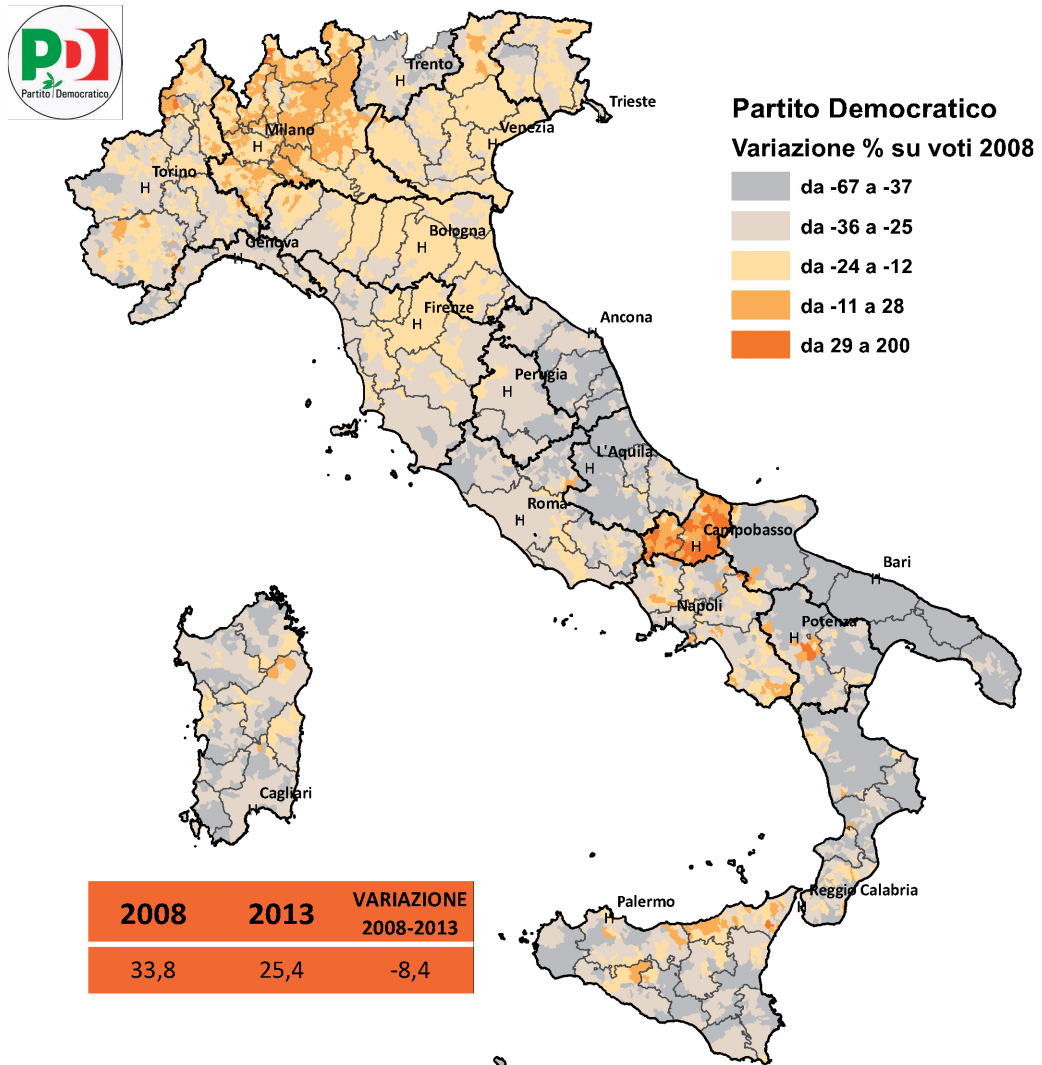 PD
Partito Democratico
Trento
H
Trieste
Milano
H
Venezia
H
Torino
H
Genova
H
Bologna
H
Firenze
H
Ancona
H
Perugia
H
L'Aquila
H
Roma
H
Campobasso
H
Bari
H
Napoli
H
Potenza
H
Cagliari
H
Palermo
H
Reggio Calabria
H
Partito Democratico
Variazione % su voti 2008
da -67 a -37
da -36 a -25
da -24 a -12
da -11 a 28
da 29 a 200
2008 2013 VARIAZIONE 2008-2013
33,8 25,4 -8,4